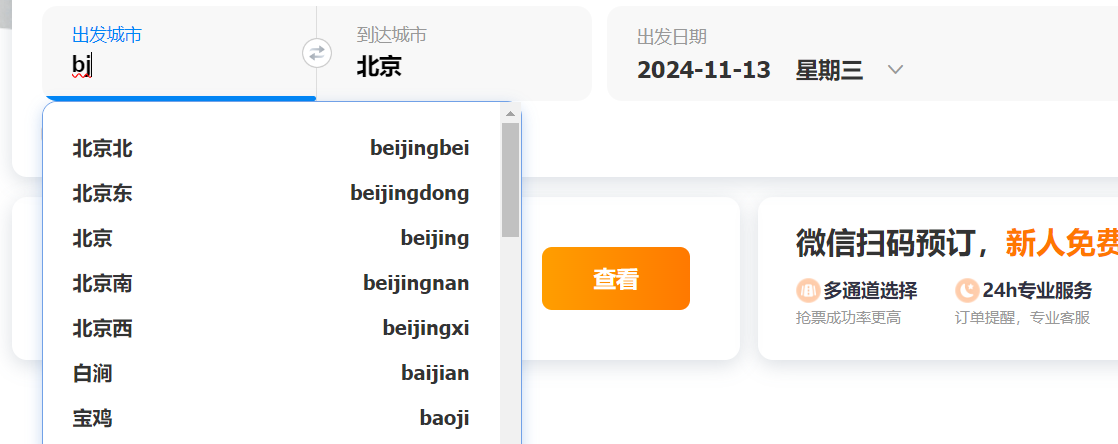 出发城市
bj
到达城市
北京
出发日期
2024-11-13 星期三
北京北 beijingbei
北京东 beijingdong
北京 beijing
北京南 beijingnan
北京西 beijingxi
白涧 baijian
宝鸡 baoji
查看
微信扫码预订，新人免费
多通道选择
抢票成功率更高
24h专业服务
订单提醒，专业客服